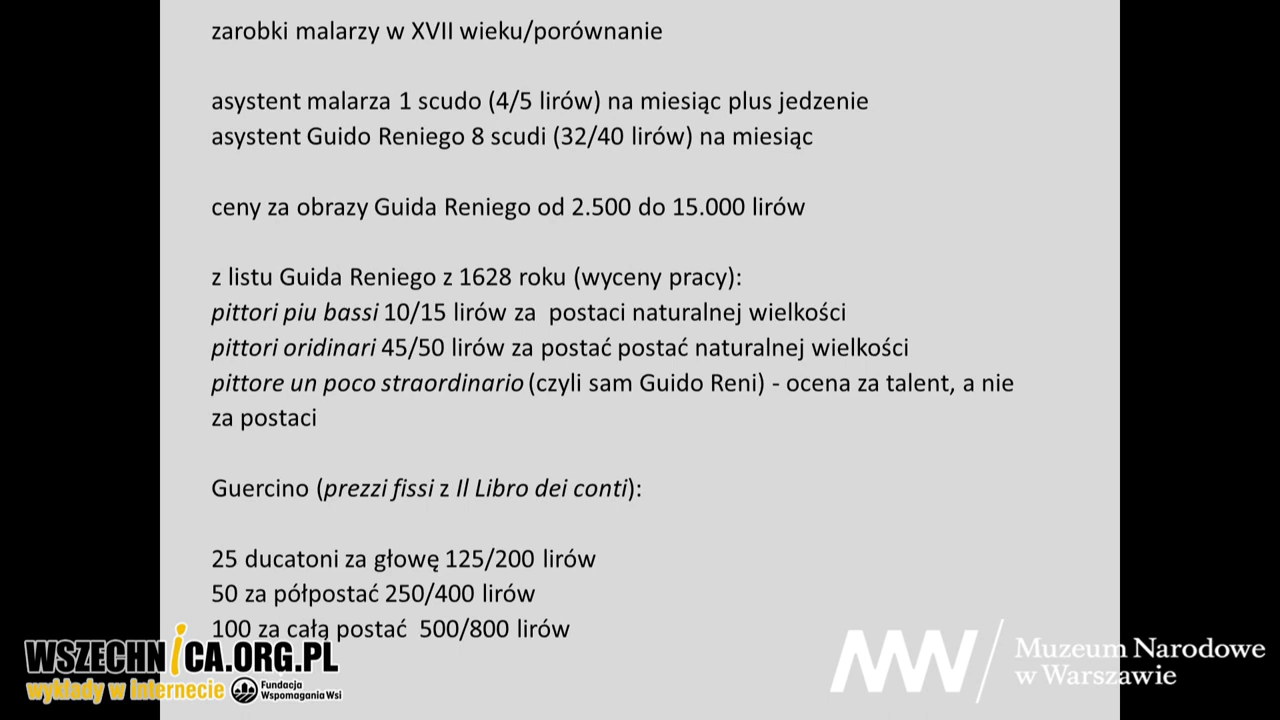 zarobki malarzy w XVII wieku/porównanie
asystent malarza 1 scudo (4/5 lirów) na miesiąc plus jedzenie
asystent Guido Reniego 8 scudi (32/40 lirów) na miesiąc
ceny za obrazy Guida Reniego od 2.500 do 15.000 lirów
z listu Guida Reniego z 1628 roku (wyceny pracy):
pittori piu bassi 10/15 lirów za postaci naturalnej wielkości
pittori oridinari 45/50 lirów za postać postać naturalnej wielkości
pittore un poco straordinario (czyli sam Guido Reni) - ocena za talent, a nie
za postaci
Guercino (prezzi fissi z Il Libro dei conti):
25 ducatoni za głowę 125/200 lirów
50 za półpostać 250/400 lirów
100 za całą postać 500/800 lirów
WSZECHNICA.ORG.PL
wykłady w Internecie
Fundacja
Wspomagania Wsi
Muzeum Narodowe
w Warszawie